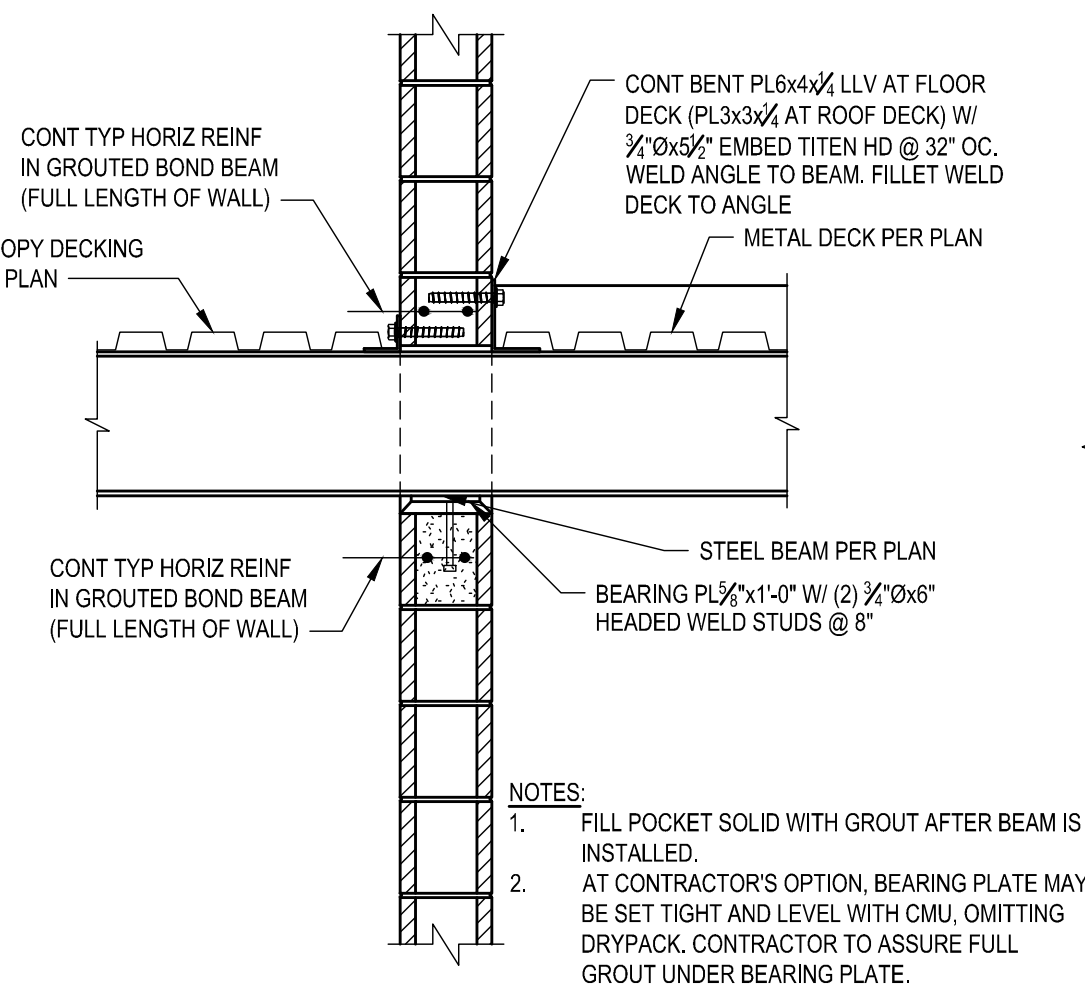 CONT BENT PL6x4x1/4 LLV AT FLOOR
DECK (PL3x3x1/4 AT ROOF DECK) W/
3/4"Øx5 1/2" EMBED TITEN HD @ 32" OC.
WELD ANGLE TO BEAM. FILLET WELD
DECK TO ANGLE
CONT TYP HORIZ REINF
IN GROUTED BOND BEAM
(FULL LENGTH OF WALL)
OPY DECKING
PLAN
METAL DECK PER PLAN
STEEL BEAM PER PLAN
CONT TYP HORIZ REINF
IN GROUTED BOND BEAM
(FULL LENGTH OF WALL)
BEARING PL5/8"x1'-0" W/ (2) 3/4"Øx6"
HEADED WELD STUDS @ 8"
NOTES:
1. FILL POCKET SOLID WITH GROUT AFTER BEAM IS
INSTALLED.
2. AT CONTRACTOR'S OPTION, BEARING PLATE MAY
BE SET TIGHT AND LEVEL WITH CMU, OMITTING
DRYPACK. CONTRACTOR TO ASSURE FULL
GROUT UNDER BEARING PLATE.